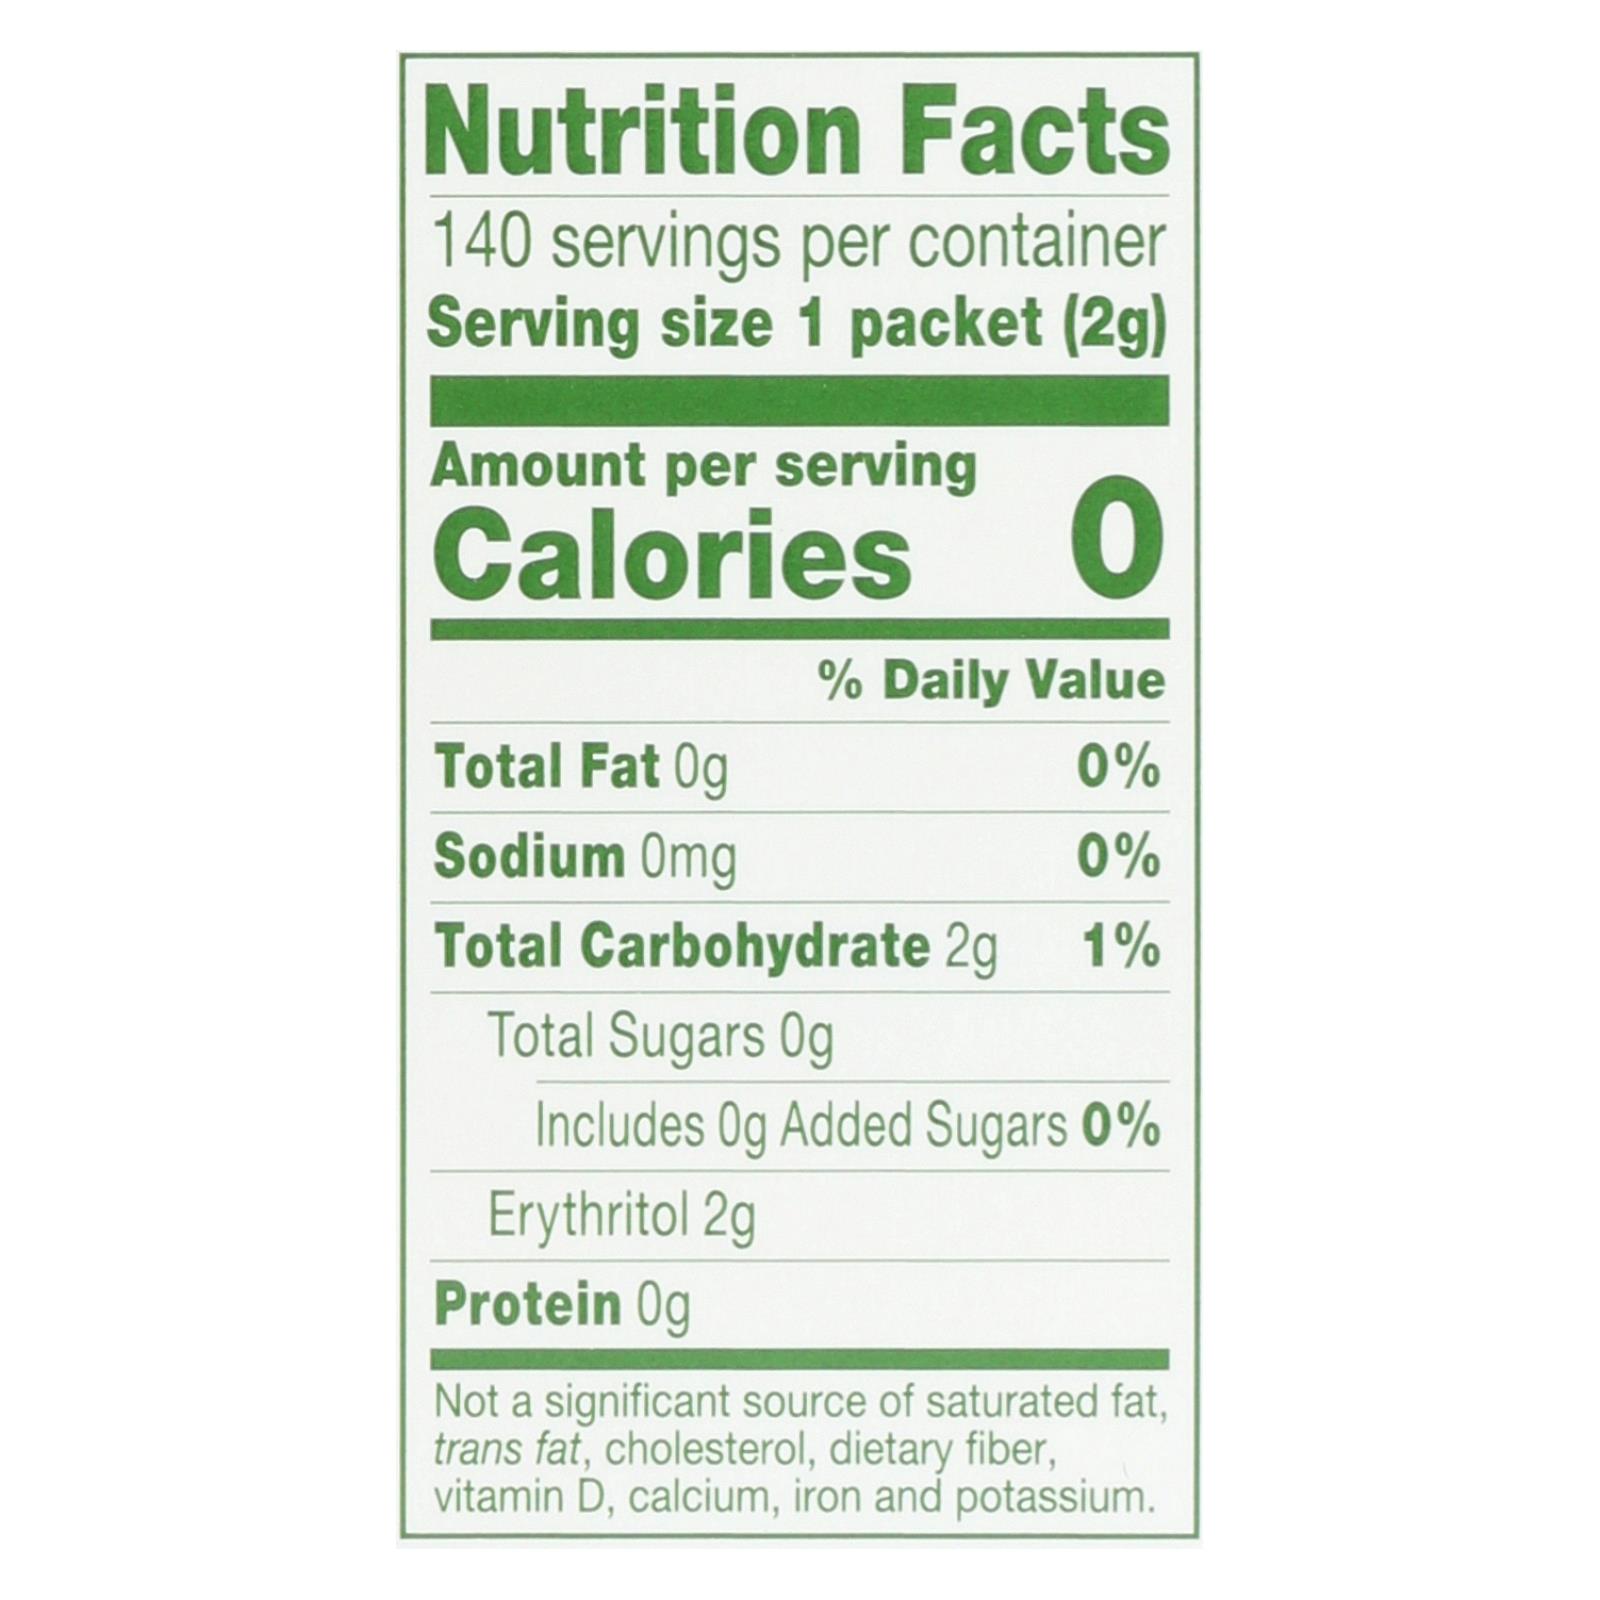 Nutrition Facts
140 servings per container
Serving size 1 packet (2g)
Amount per serving
Calories 0
% Daily Value
Total Fat 0g 0%
Sodium 0mg 0%
Total Carbohydrate 2g 1%
Total Sugars 0g
Includes 0g Added Sugars 0%
Erythritol 2g
Protein 0g
Not a significant source of saturated fat,
trans fat, cholesterol, dietary fiber,
vitamin D, calcium, iron and potassium.